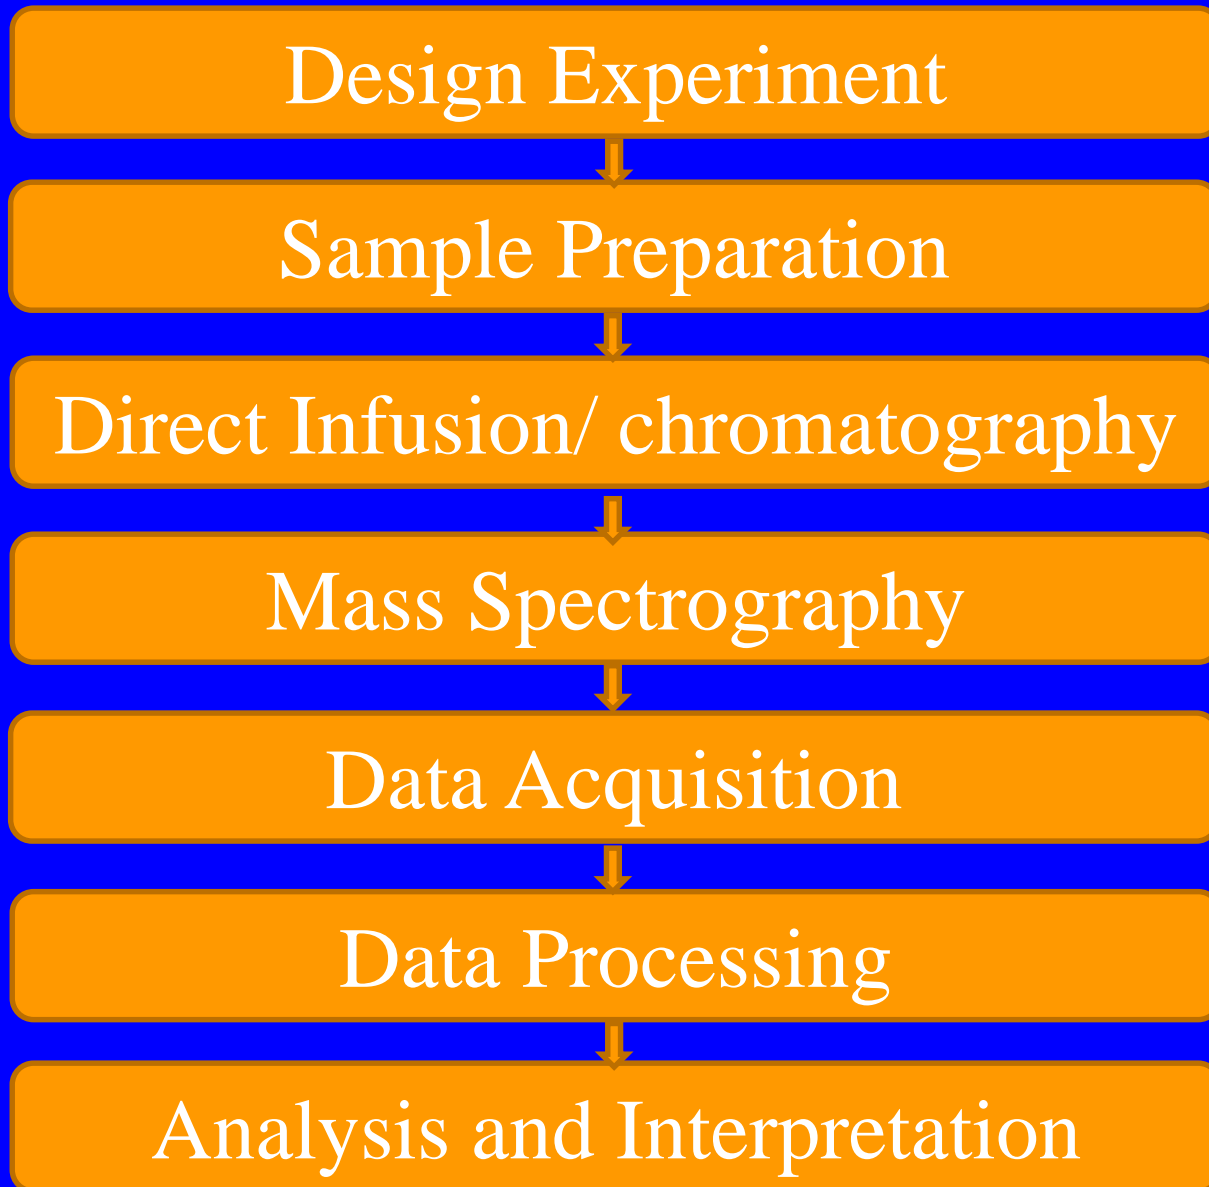 Design Experiment
Sample Preparation
Direct Infusion/ chromatography
Mass Spectrography
Data Acquisition
Data Processing
Analysis and Interpretation